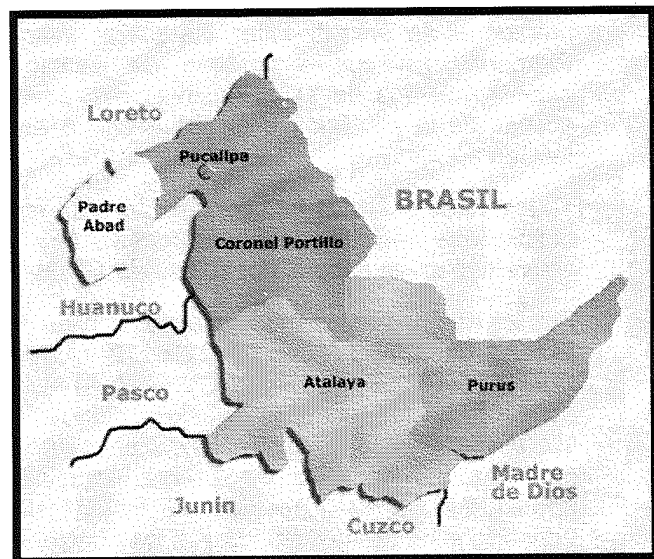 Loreto
Pucallpa
BRASIL
Padre
Abad
Coronel Portillo
Huanuco
Atalaya
Purus
Pasco
Madre
de Dios
Junin
Cuzco